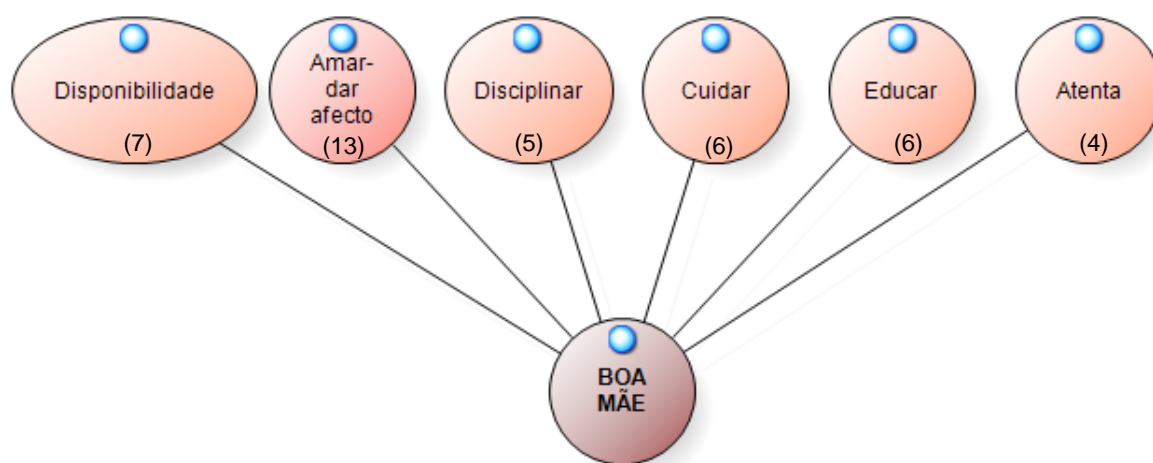 Disponibilidade
(7)
Amar-
dar
afecto
(13)
Disciplinar
(5)
Cuidar
(6)
Educar
(6)
Atenta
(4)
BOA
MÃE